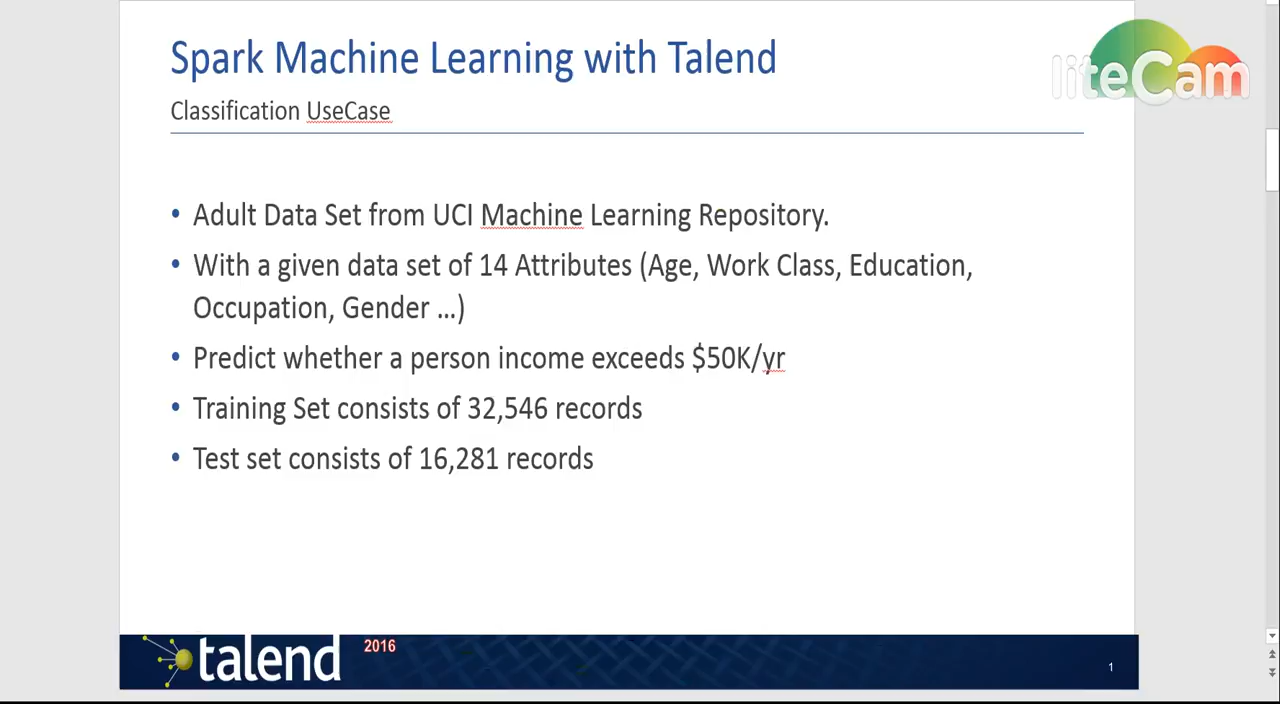 Spark Machine Learning with Talend
liteCam
Classification UseCase
• Adult Data Set from UCI Machine Learning Repository.
• With a given data set of 14 Attributes (Age, Work Class, Education,
Occupation, Gender ...)
• Predict whether a person income exceeds $50K/yr
• Training Set consists of 32,546 records
• Test set consists of 16,281 records
talend
2016
1